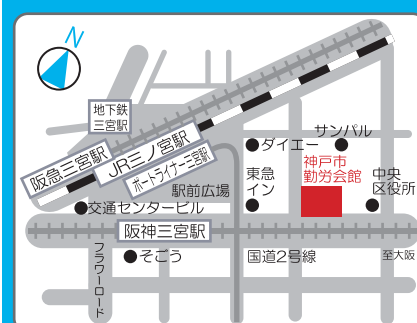 N
地下鉄
三宮駅
阪急三宮駅
JR三ノ宮駅
ポートライナー三宮駅
サンパル
ダイエー
神戸市
勤労会館
東急
イン
中央
区役所
駅前広場
交通センタービル
阪神三宮駅
フラワーロード
そごう
国道2号線
至大阪